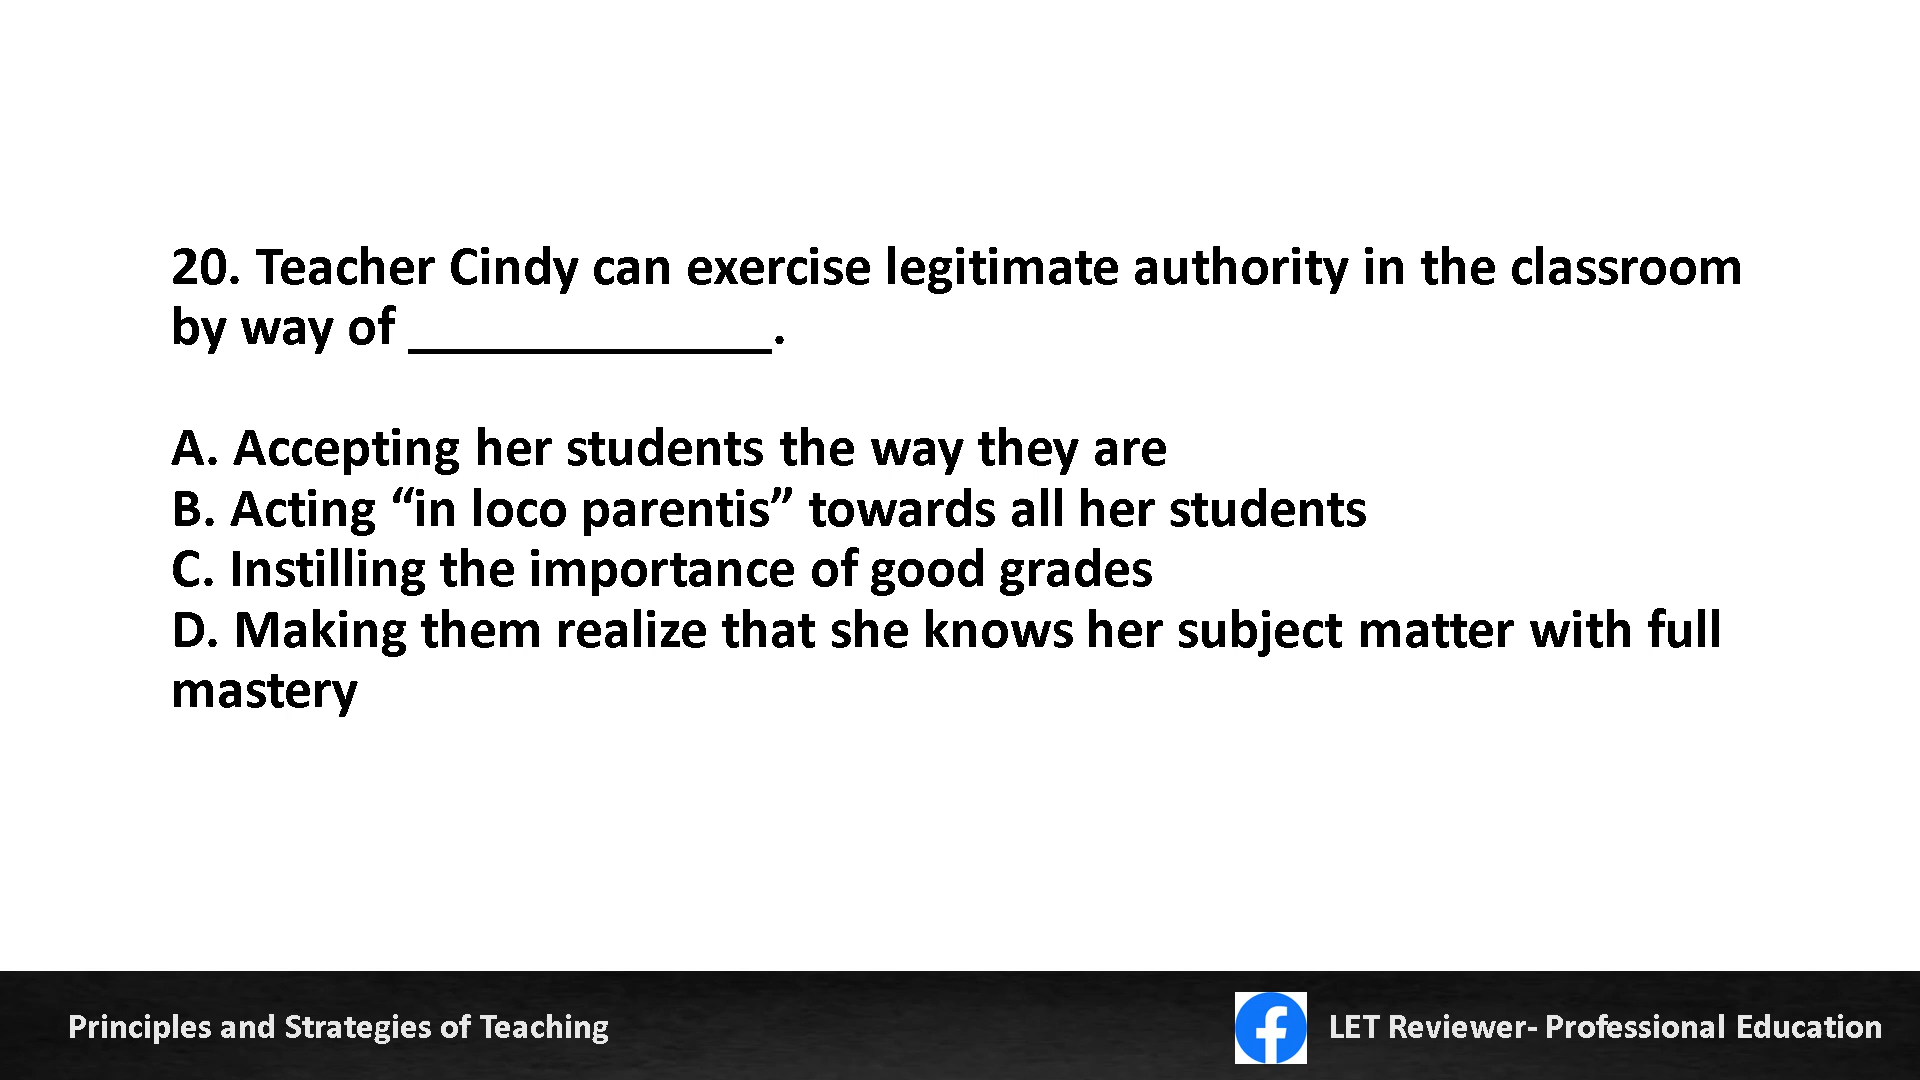 20. Teacher Cindy can exercise legitimate authority in the classroom
by way of ______________.
A. Accepting her students the way they are
B. Acting “in loco parentis” towards all her students
C. Instilling the importance of good grades
D. Making them realize that she knows her subject matter with full
mastery
Principles and Strategies of Teaching
LET Reviewer- Professional Education